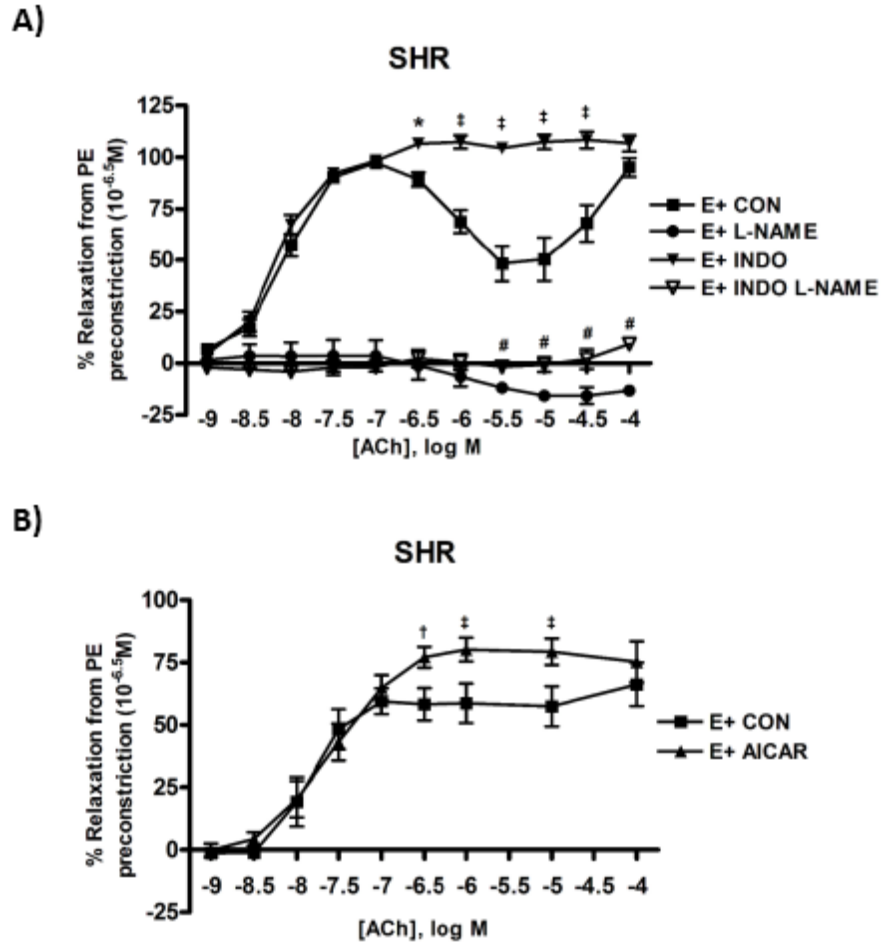 A)
SHR
% Relaxation from PE
preconstriction (10-6.5M)
125
100
75
50
25
0
-25
* ‡ ‡ ‡ ‡
# # # #
-9 -8.5 -8 -7.5 -7 -6.5 -6 -5.5 -5 -4.5 -4
[ACh], log M
E+ CON
E+ L-NAME
E+ INDO
E+ INDO L-NAME
B)
SHR
% Relaxation from PE
preconstriction (10-6.5M)
100
75
50
25
0
-25
† ‡ ‡
-9 -8.5 -8 -7.5 -7 -6.5 -6 -5.5 -5 -4.5 -4
[ACh], log M
E+ CON
E+ AICAR